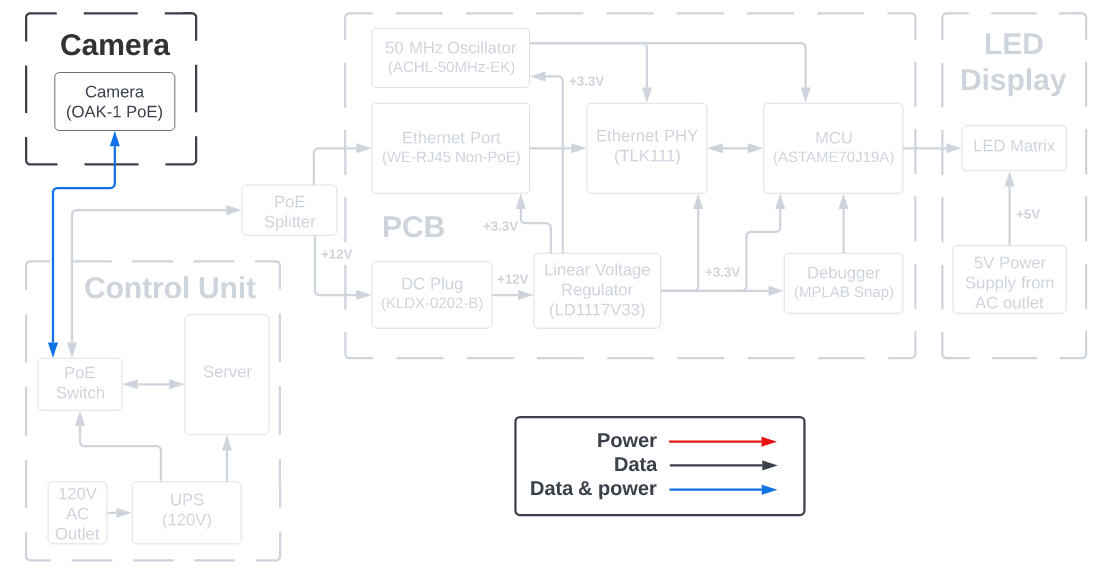 Camera
Camera
(OAK-1 PoE)
50 MHz Oscillator
(ACHL-50MHz-EK)
+3.3V
Ethernet Port
(WE-RJ45 Non-PoE)
Ethernet PHY
(TLK111)
MCU
(ASTAME70J19A)
LED
Display
LED Matrix
+5V
5V Power
Supply from
AC outlet
PoE
Splitter
+12V
PCB
+3.3V
DC Plug
(KLDX-0202-B)
+12V
Linear Voltage
Regulator
(LD1117V33)
+3.3V
Debugger
(MPLAB Snap)
Control Unit
PoE
Switch
Server
120V
AC
Outlet
UPS
(120V)
Power
Data
Data & power